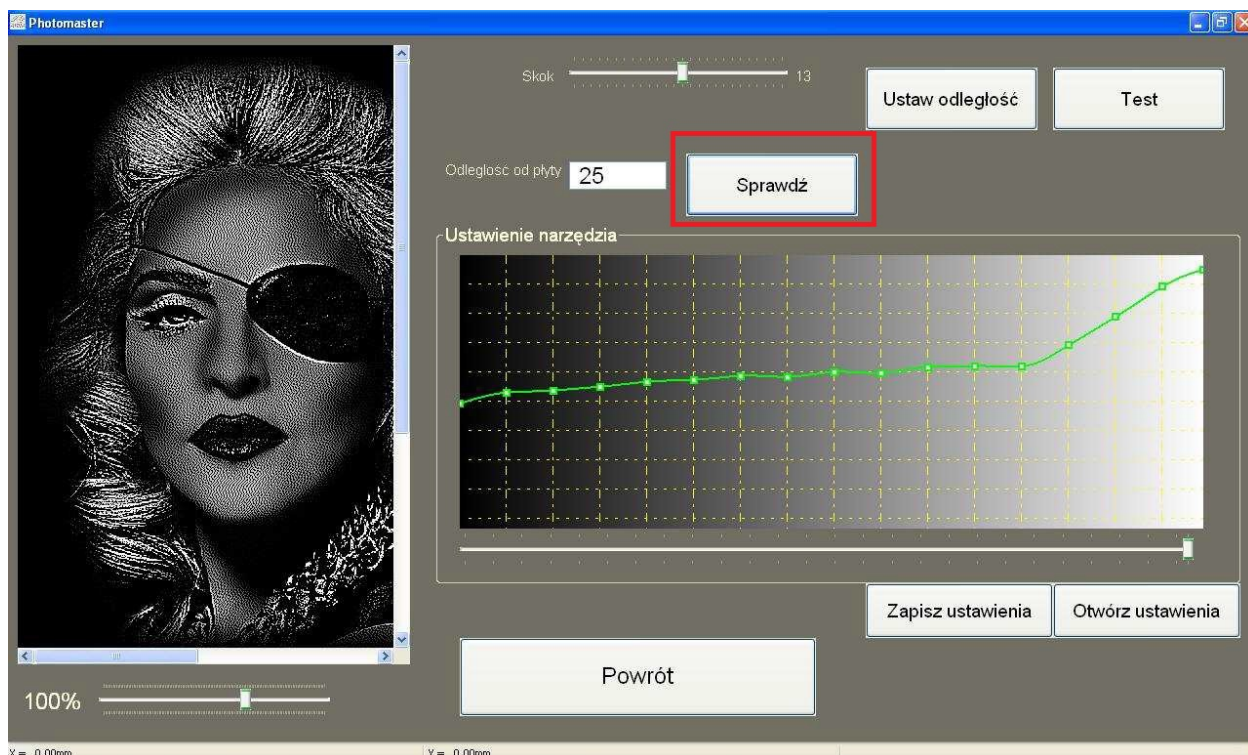 Photomaster
Skok 13
Ustaw odległość
Test
Odległość od płyty 25
Sprawdź
Ustawienie narzędzia
Zapisz ustawienia
Otwórz ustawienia
Powrót
100%
X = 0.00mm
Y = 0.00mm